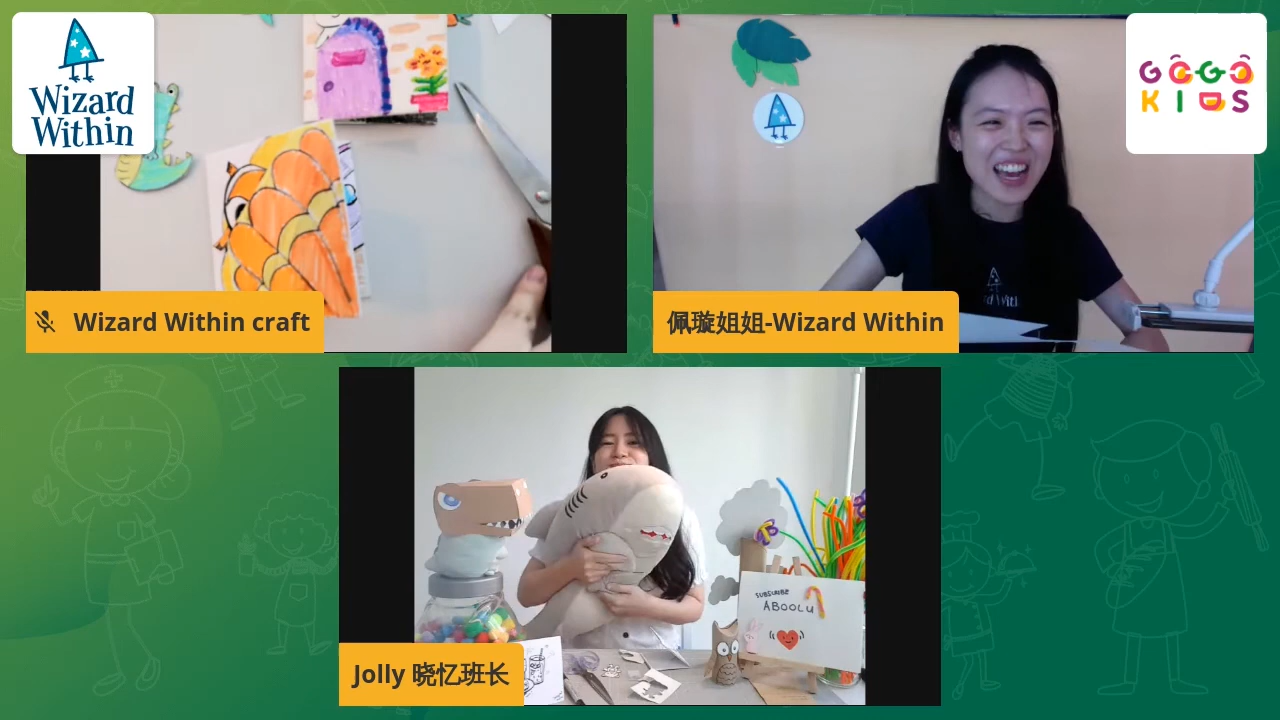 Wizard
Within
GOGO
KIDS
Wizard Within craft
佩璇姐姐-Wizard Within
SUBSCRIBE
ABOOLU
Jolly 晓忆班长